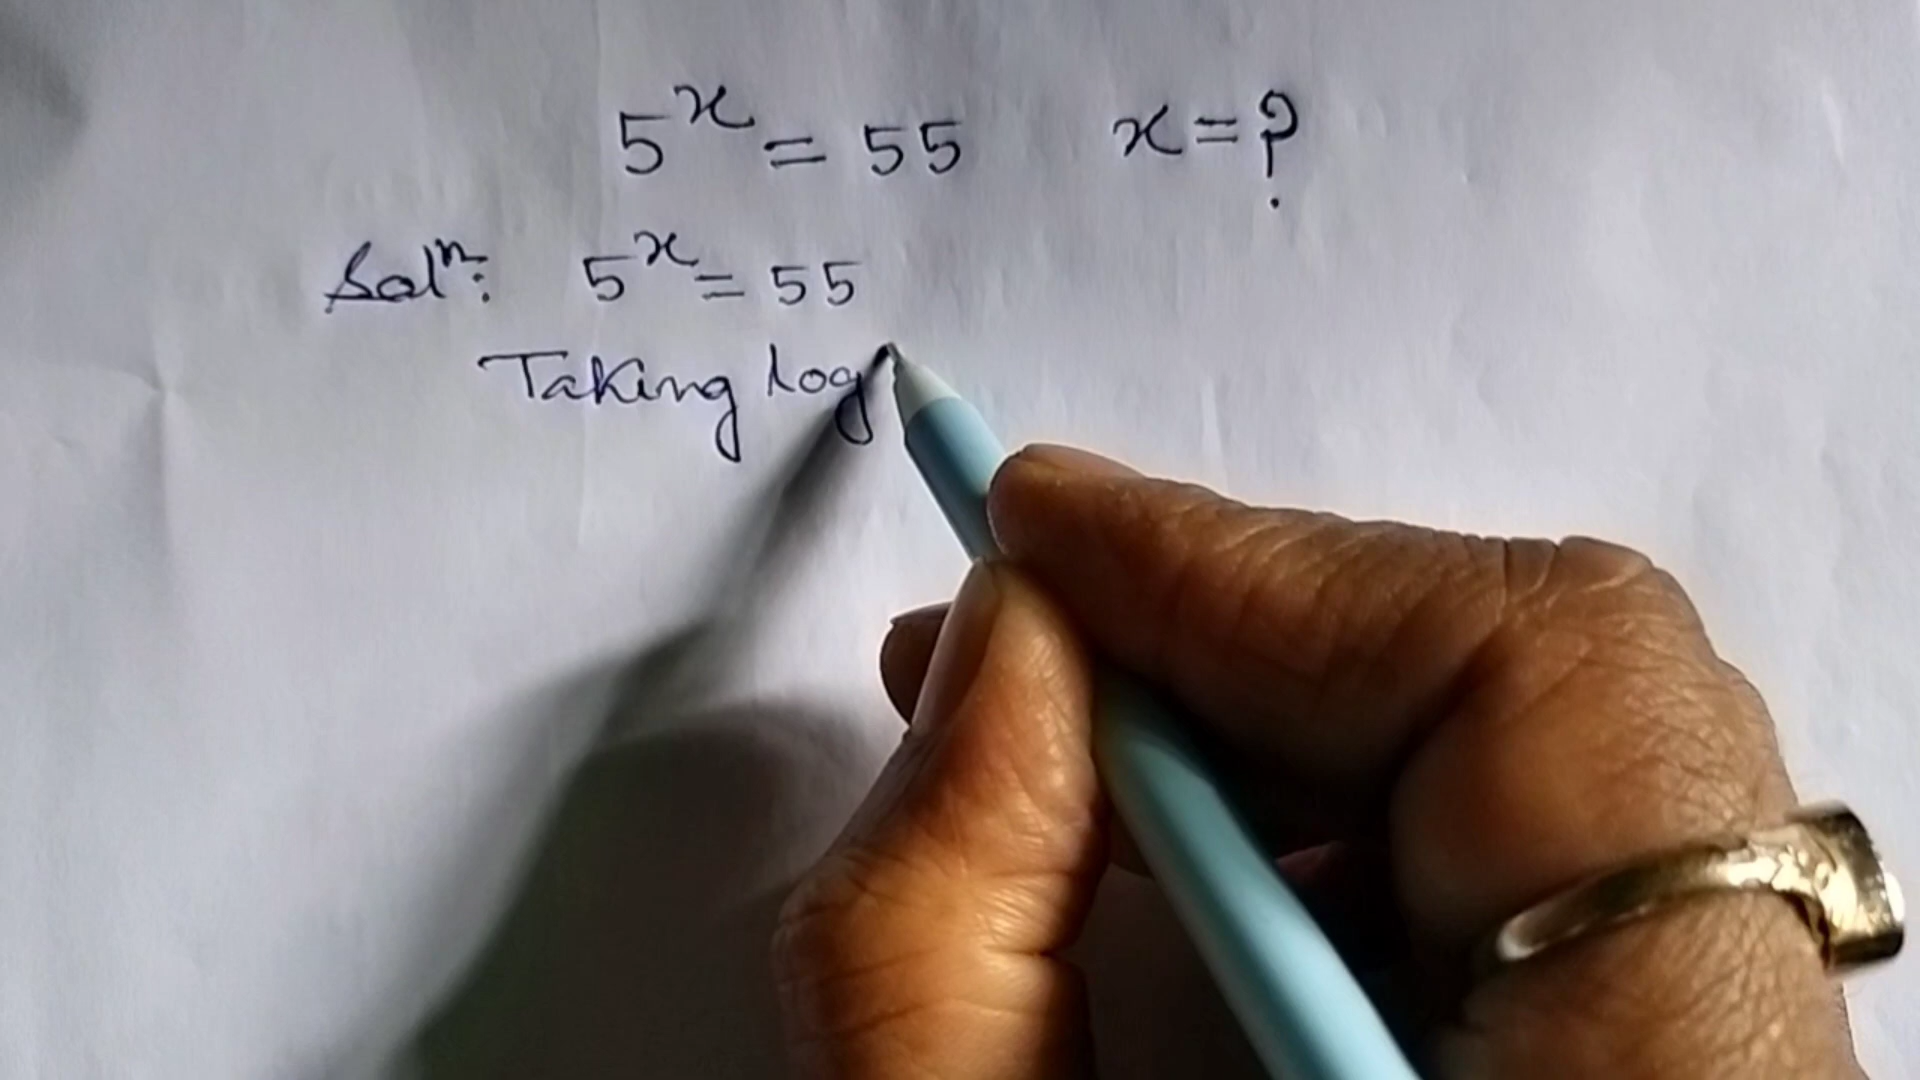 5^x = 55 x = ?
Solⁿ: 5^x = 55
Taking log